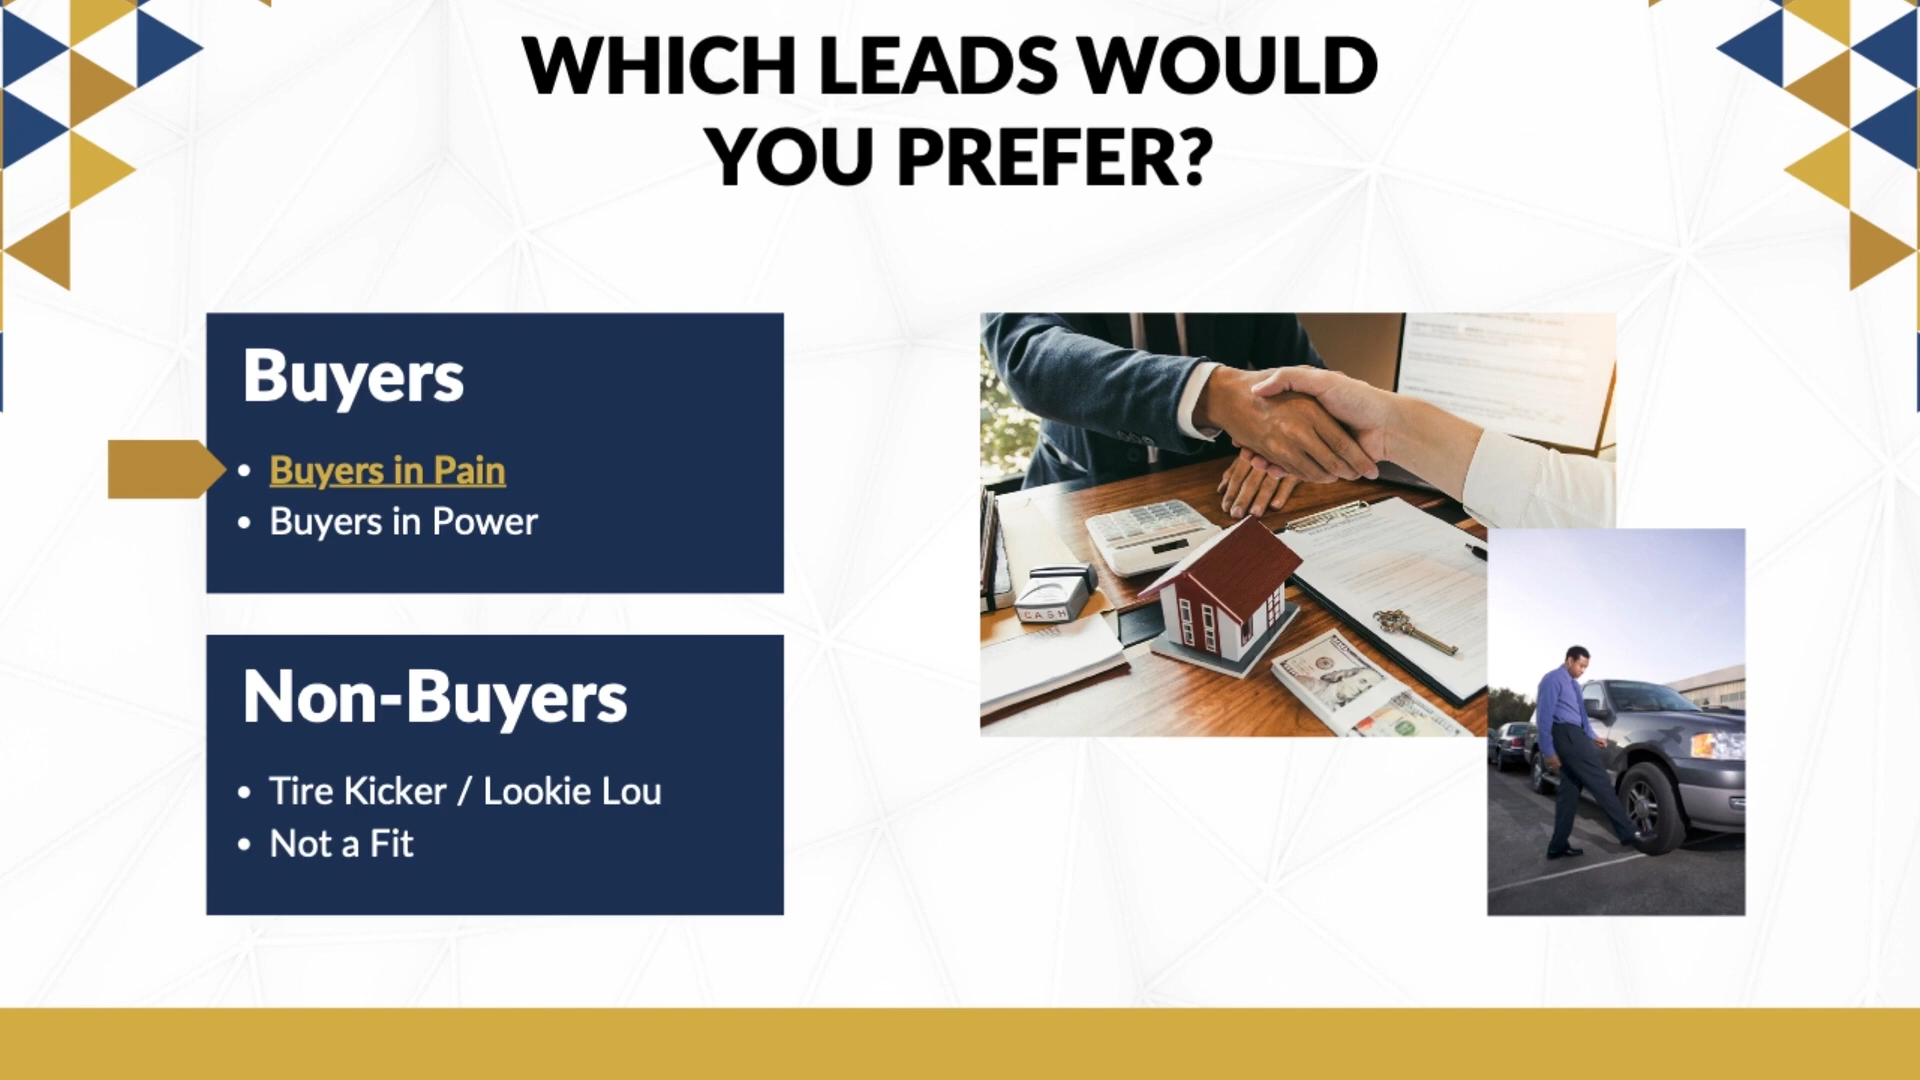 WHICH LEADS WOULD
YOU PREFER?
Buyers
• Buyers in Pain
• Buyers in Power
Non-Buyers
• Tire Kicker / Lookie Lou
• Not a Fit
CASH